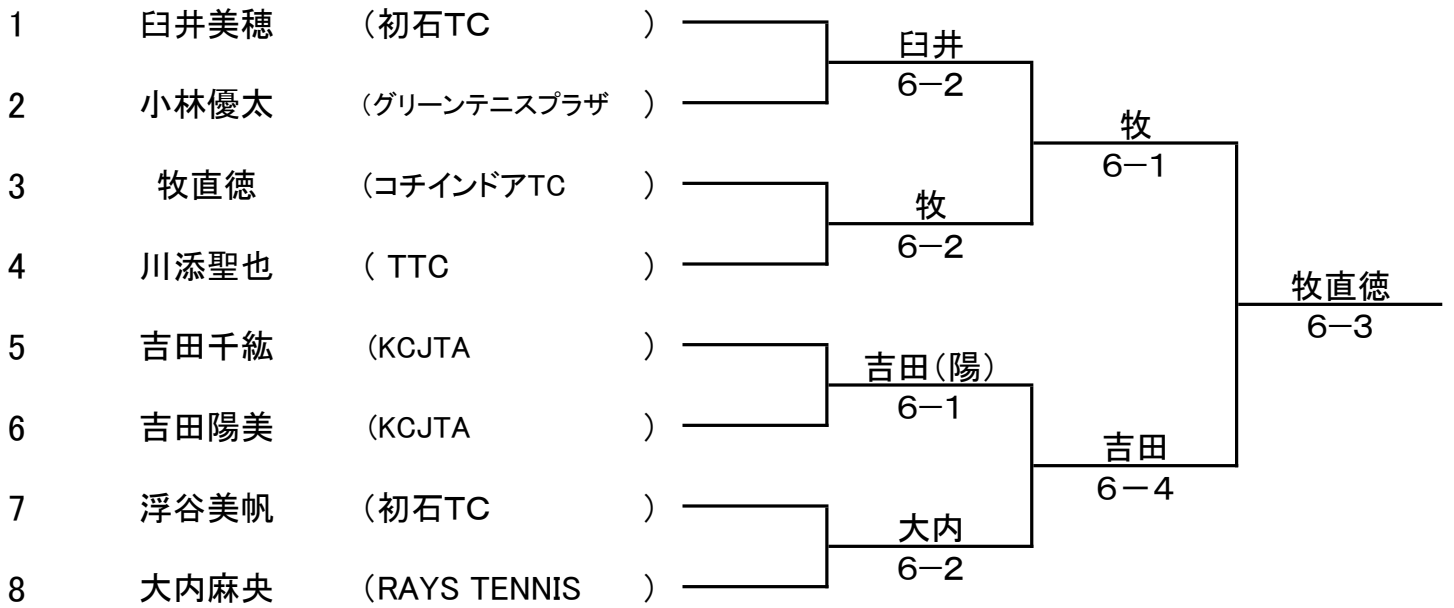 1 臼井美穂 (初石TC )
臼井
6-2
2 小林優太 (グリーンテニスプラザ )
牧
6-1
3 牧直徳 (コチインドアTC )
牧
6-2
4 川添聖也 ( TTC )
牧直徳
6-3
5 吉田千紘 (KCJTA )
吉田(陽)
6-1
6 吉田陽美 (KCJTA )
吉田
6-4
7 浮谷美帆 (初石TC )
大内
6-2
8 大内麻央 (RAYS TENNIS )